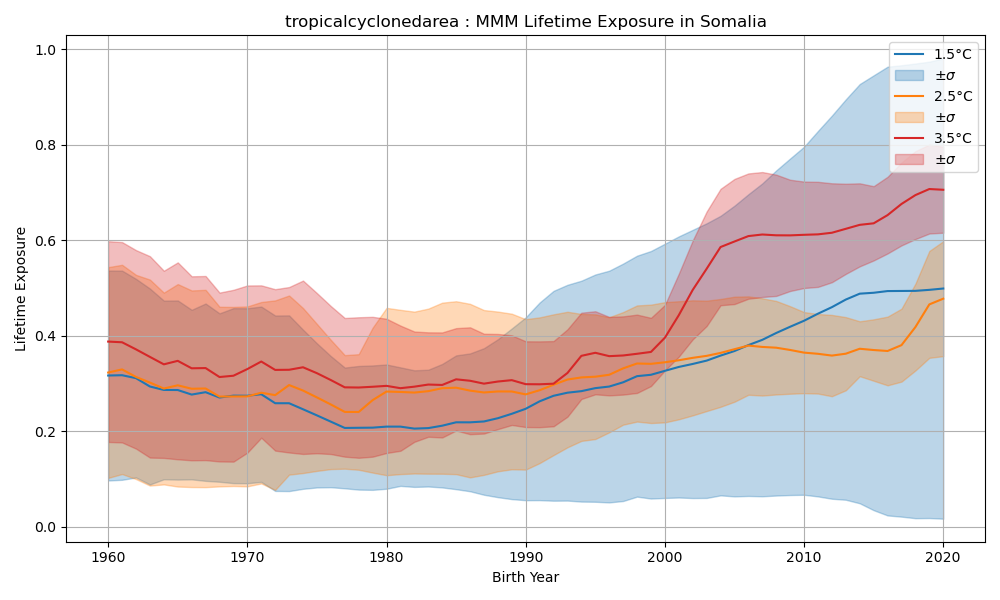 tropicalcyclonedarea : MMM Lifetime Exposure in Somalia
1.5°C
±σ
2.5°C
±σ
3.5°C
±σ
Lifetime Exposure
1.0
0.8
0.6
0.4
0.2
0.0
1960 1970 1980 1990 2000 2010 2020
Birth Year